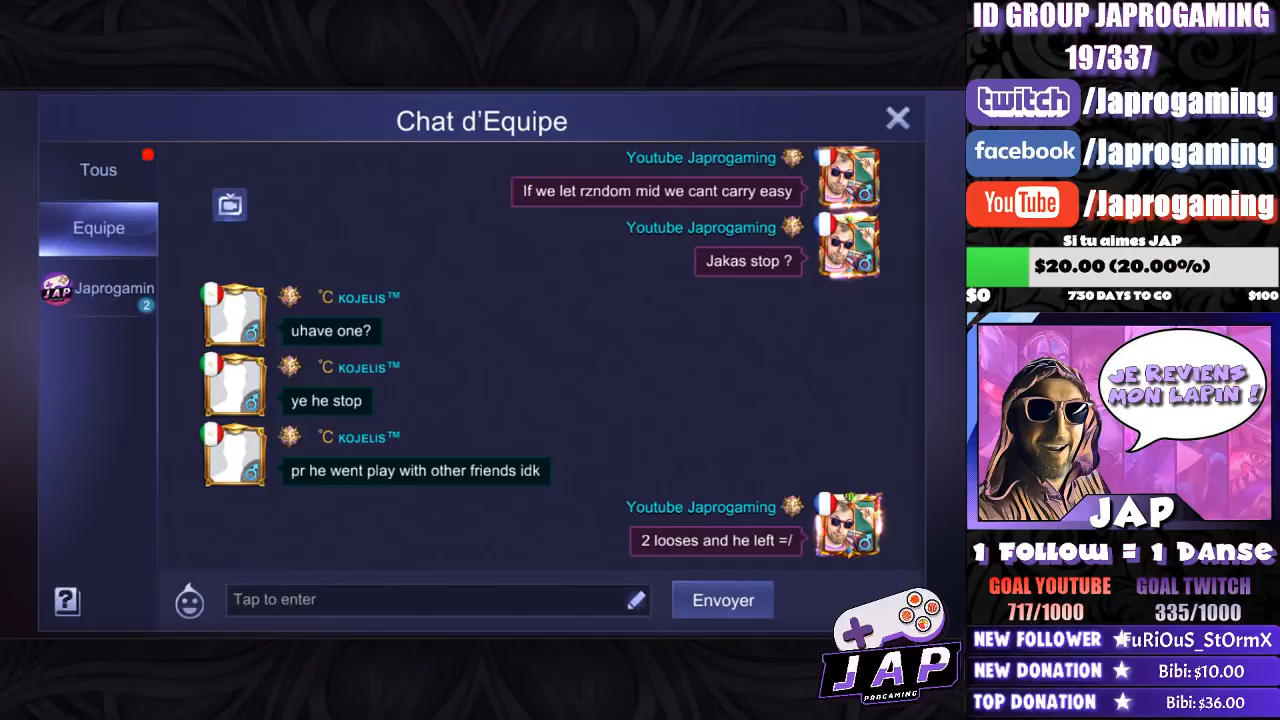 Chat d'Equipe
Tous
Equipe
Japrogamin
2
Youtube Japrogaming
If we let rzndom mid we cant carry easy
Youtube Japrogaming
Jakas stop ?
°C KOJELIS™
uhave one?
°C KOJELIS™
ye he stop
°C KOJELIS™
pr he went play with other friends idk
Youtube Japrogaming
2 looses and he left =/
?
Tap to enter
Envoyer
JAP
PROGAMING
ID GROUP JAPROGAMING
197337
twitch /Japrogaming
facebook /Japrogaming
YouTube /Japrogaming
Si tu aimes JAP
$20.00 (20.00%)
$0 730 DAYS TO GO $100
JE REVIENS
MON LAPIN !
JAP
1 Follow = 1 Danse
GOAL YOUTUBE GOAL TWITCH
717/1000 335/1000
NEW FOLLOWER ★ FuRiOuS_StOrmX
NEW DONATION ★ Bibi: $10.00
TOP DONATION ★ Bibi: $36.00